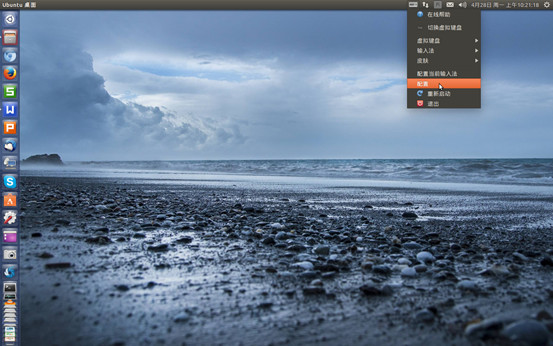 Ubuntu 桌面
4月28日 周一 上午10:21:18
在线帮助
切换虚拟键盘
虚拟键盘
输入法
皮肤
配置当前输入法
配置
重新启动
退出